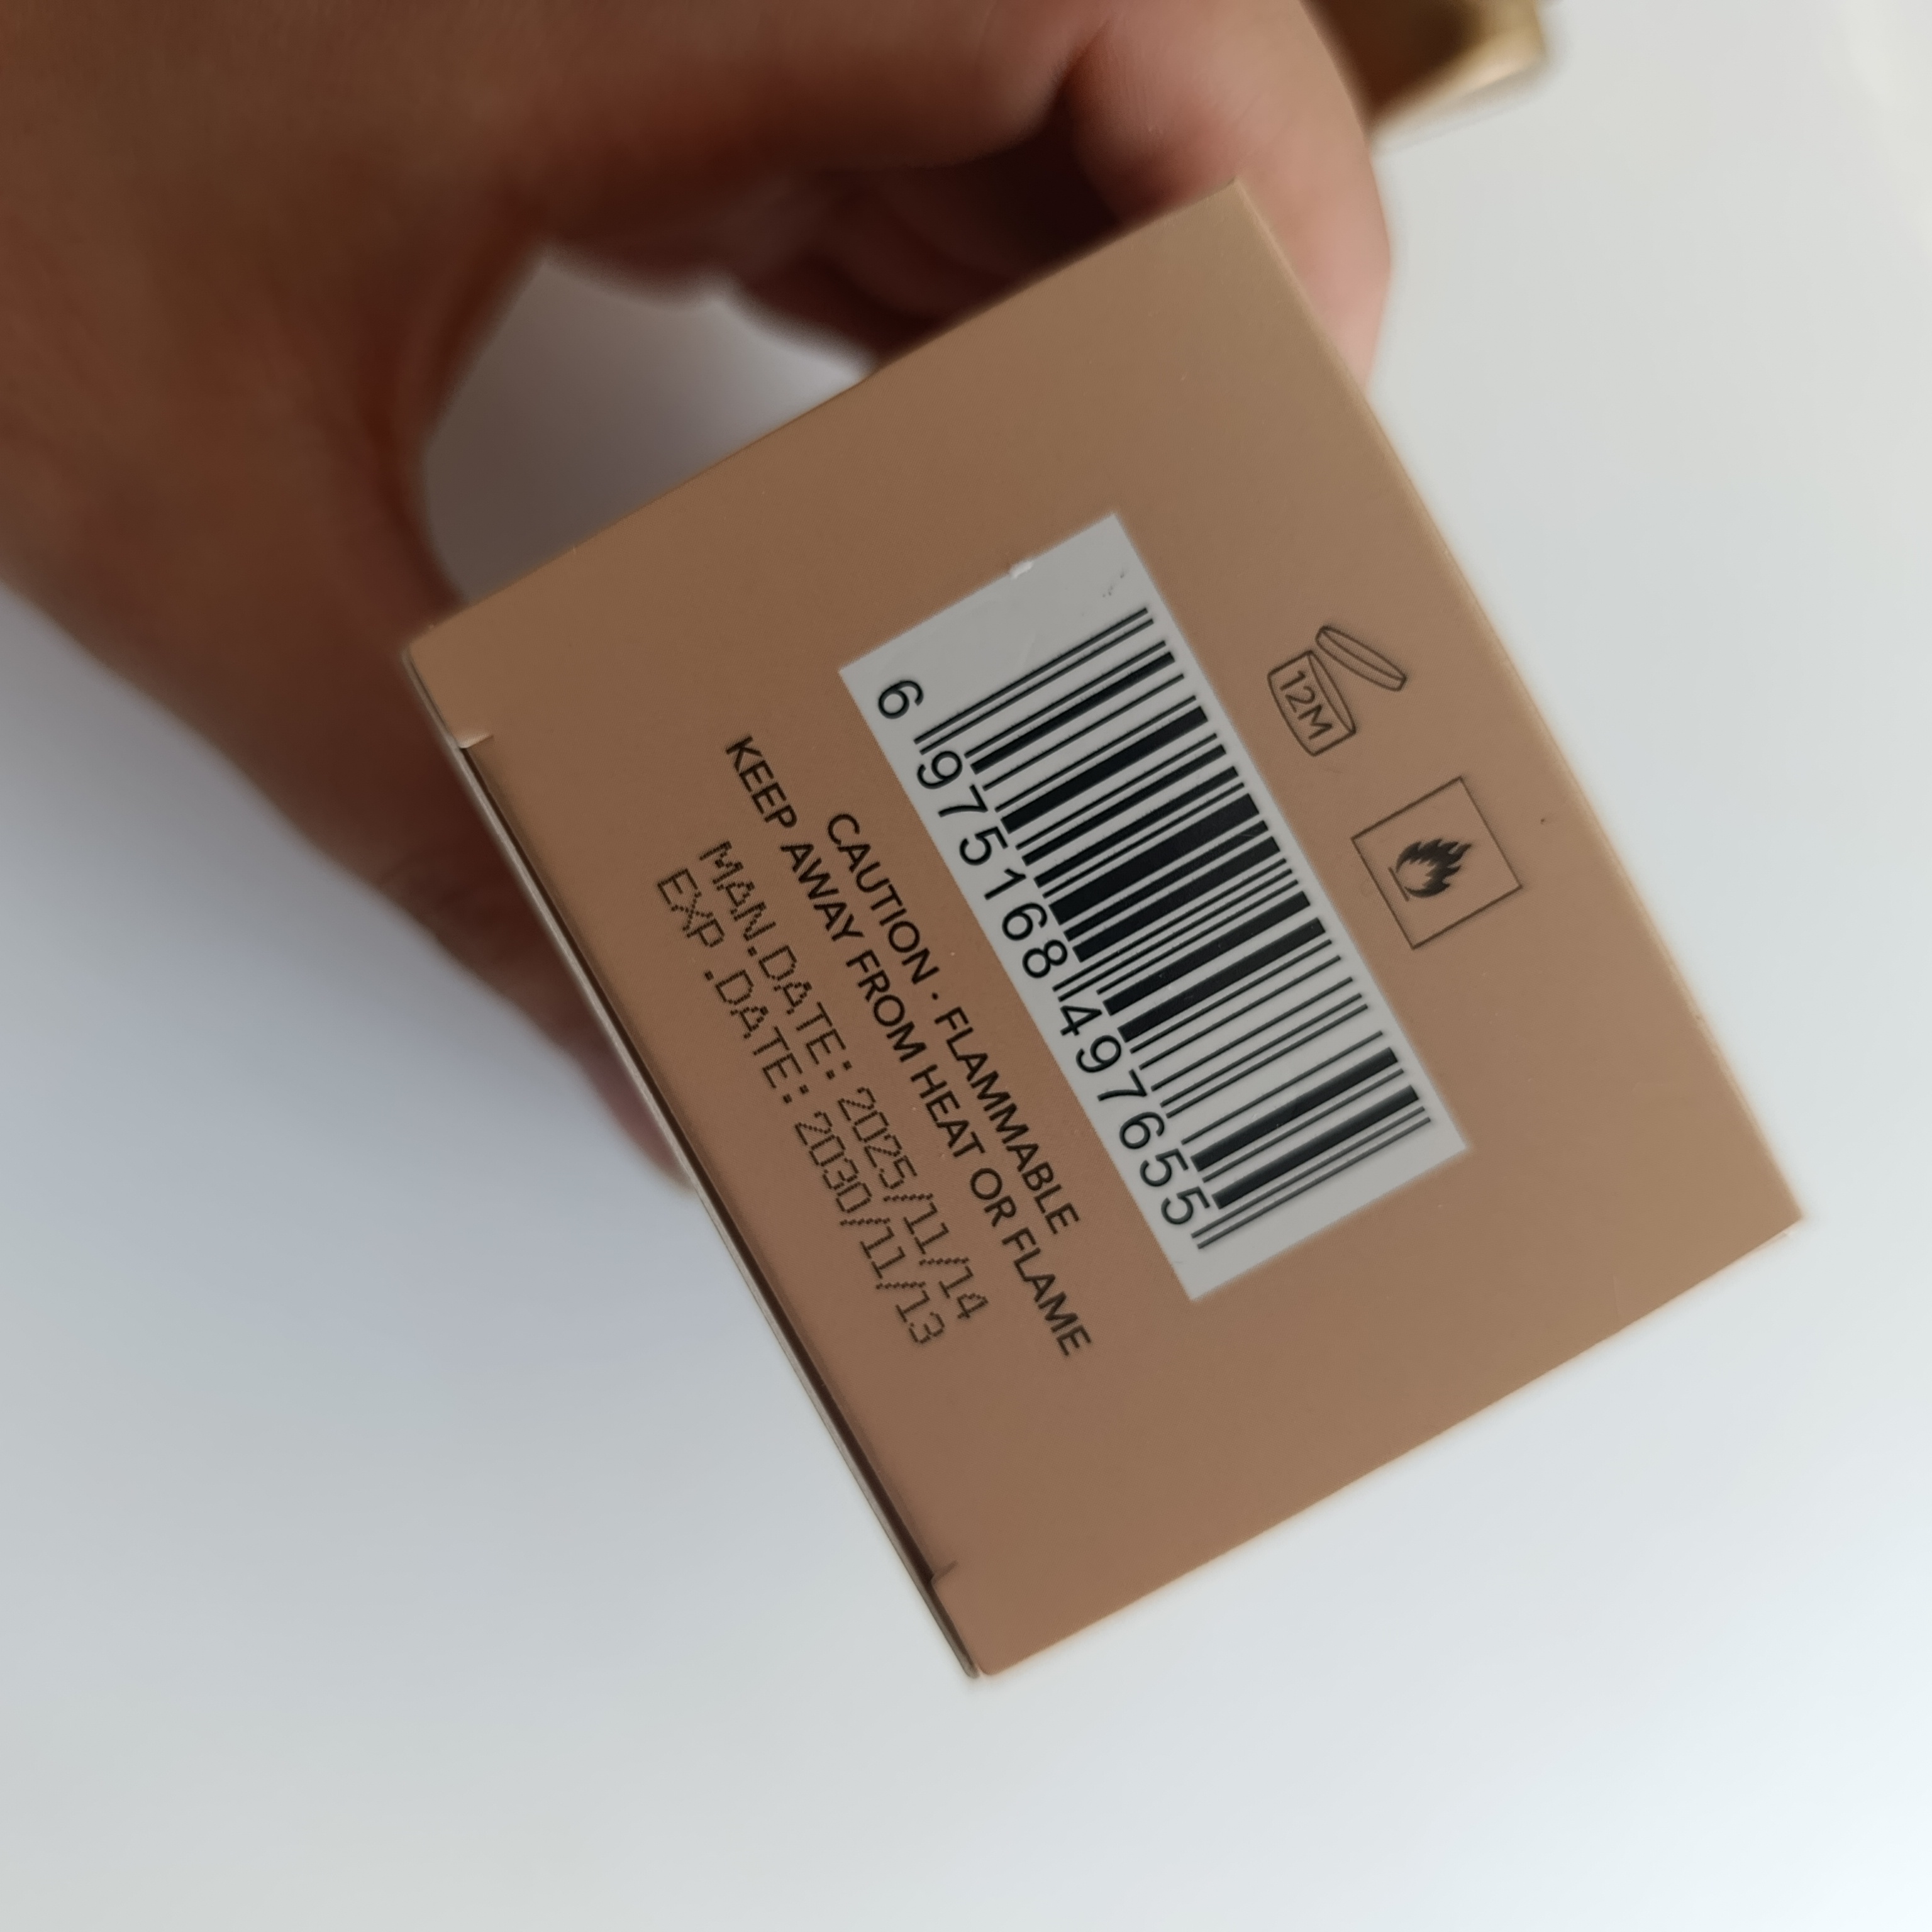 12M
6 975168 497655
CAUTION · FLAMMABLE
KEEP AWAY FROM HEAT OR FLAME
MAN.DATE: 2025/11/14
EXP.DATE: 2030/11/13